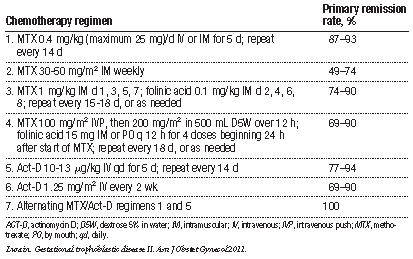 Chemotherapy regimen
Primary remission
rate, %
1. MTX 0.4 mg/kg (maximum 25 mg)/d IV or IM for 5 d; repeat
every 14 d
87–93
2. MTX 30-50 mg/m² IM weekly
49–74
3. MTX 1 mg/kg IM d 1, 3, 5, 7; folinic acid 0.1 mg/kg IM d 2, 4, 6,
8; repeat every 15-18 d, or as needed
74–90
4. MTX 100 mg/m² IVP, then 200 mg/m² in 500 mL D5W over 12 h;
folinic acid 15 mg IM or PO q 12 h for 4 doses beginning 24 h
after start of MTX; repeat every 18 d, or as needed
69–90
5. Act-D 10-13 μg/kg IV qd for 5 d; repeat every 14 d
77–94
6. Act-D 1.25 mg/m² IV every 2 wk
69–90
7. Alternating MTX/Act-D regimens 1 and 5
100
ACT-D, actinomycin D; D5W, dextrose 5% in water; IM, intramuscular; IV, intravenous; IVP, intravenous push; MTX, metho-
trexate; PO, by mouth; qd, daily.
Lurain. Gestational trophoblastic disease II. Am J Obstet Gynecol 2011.